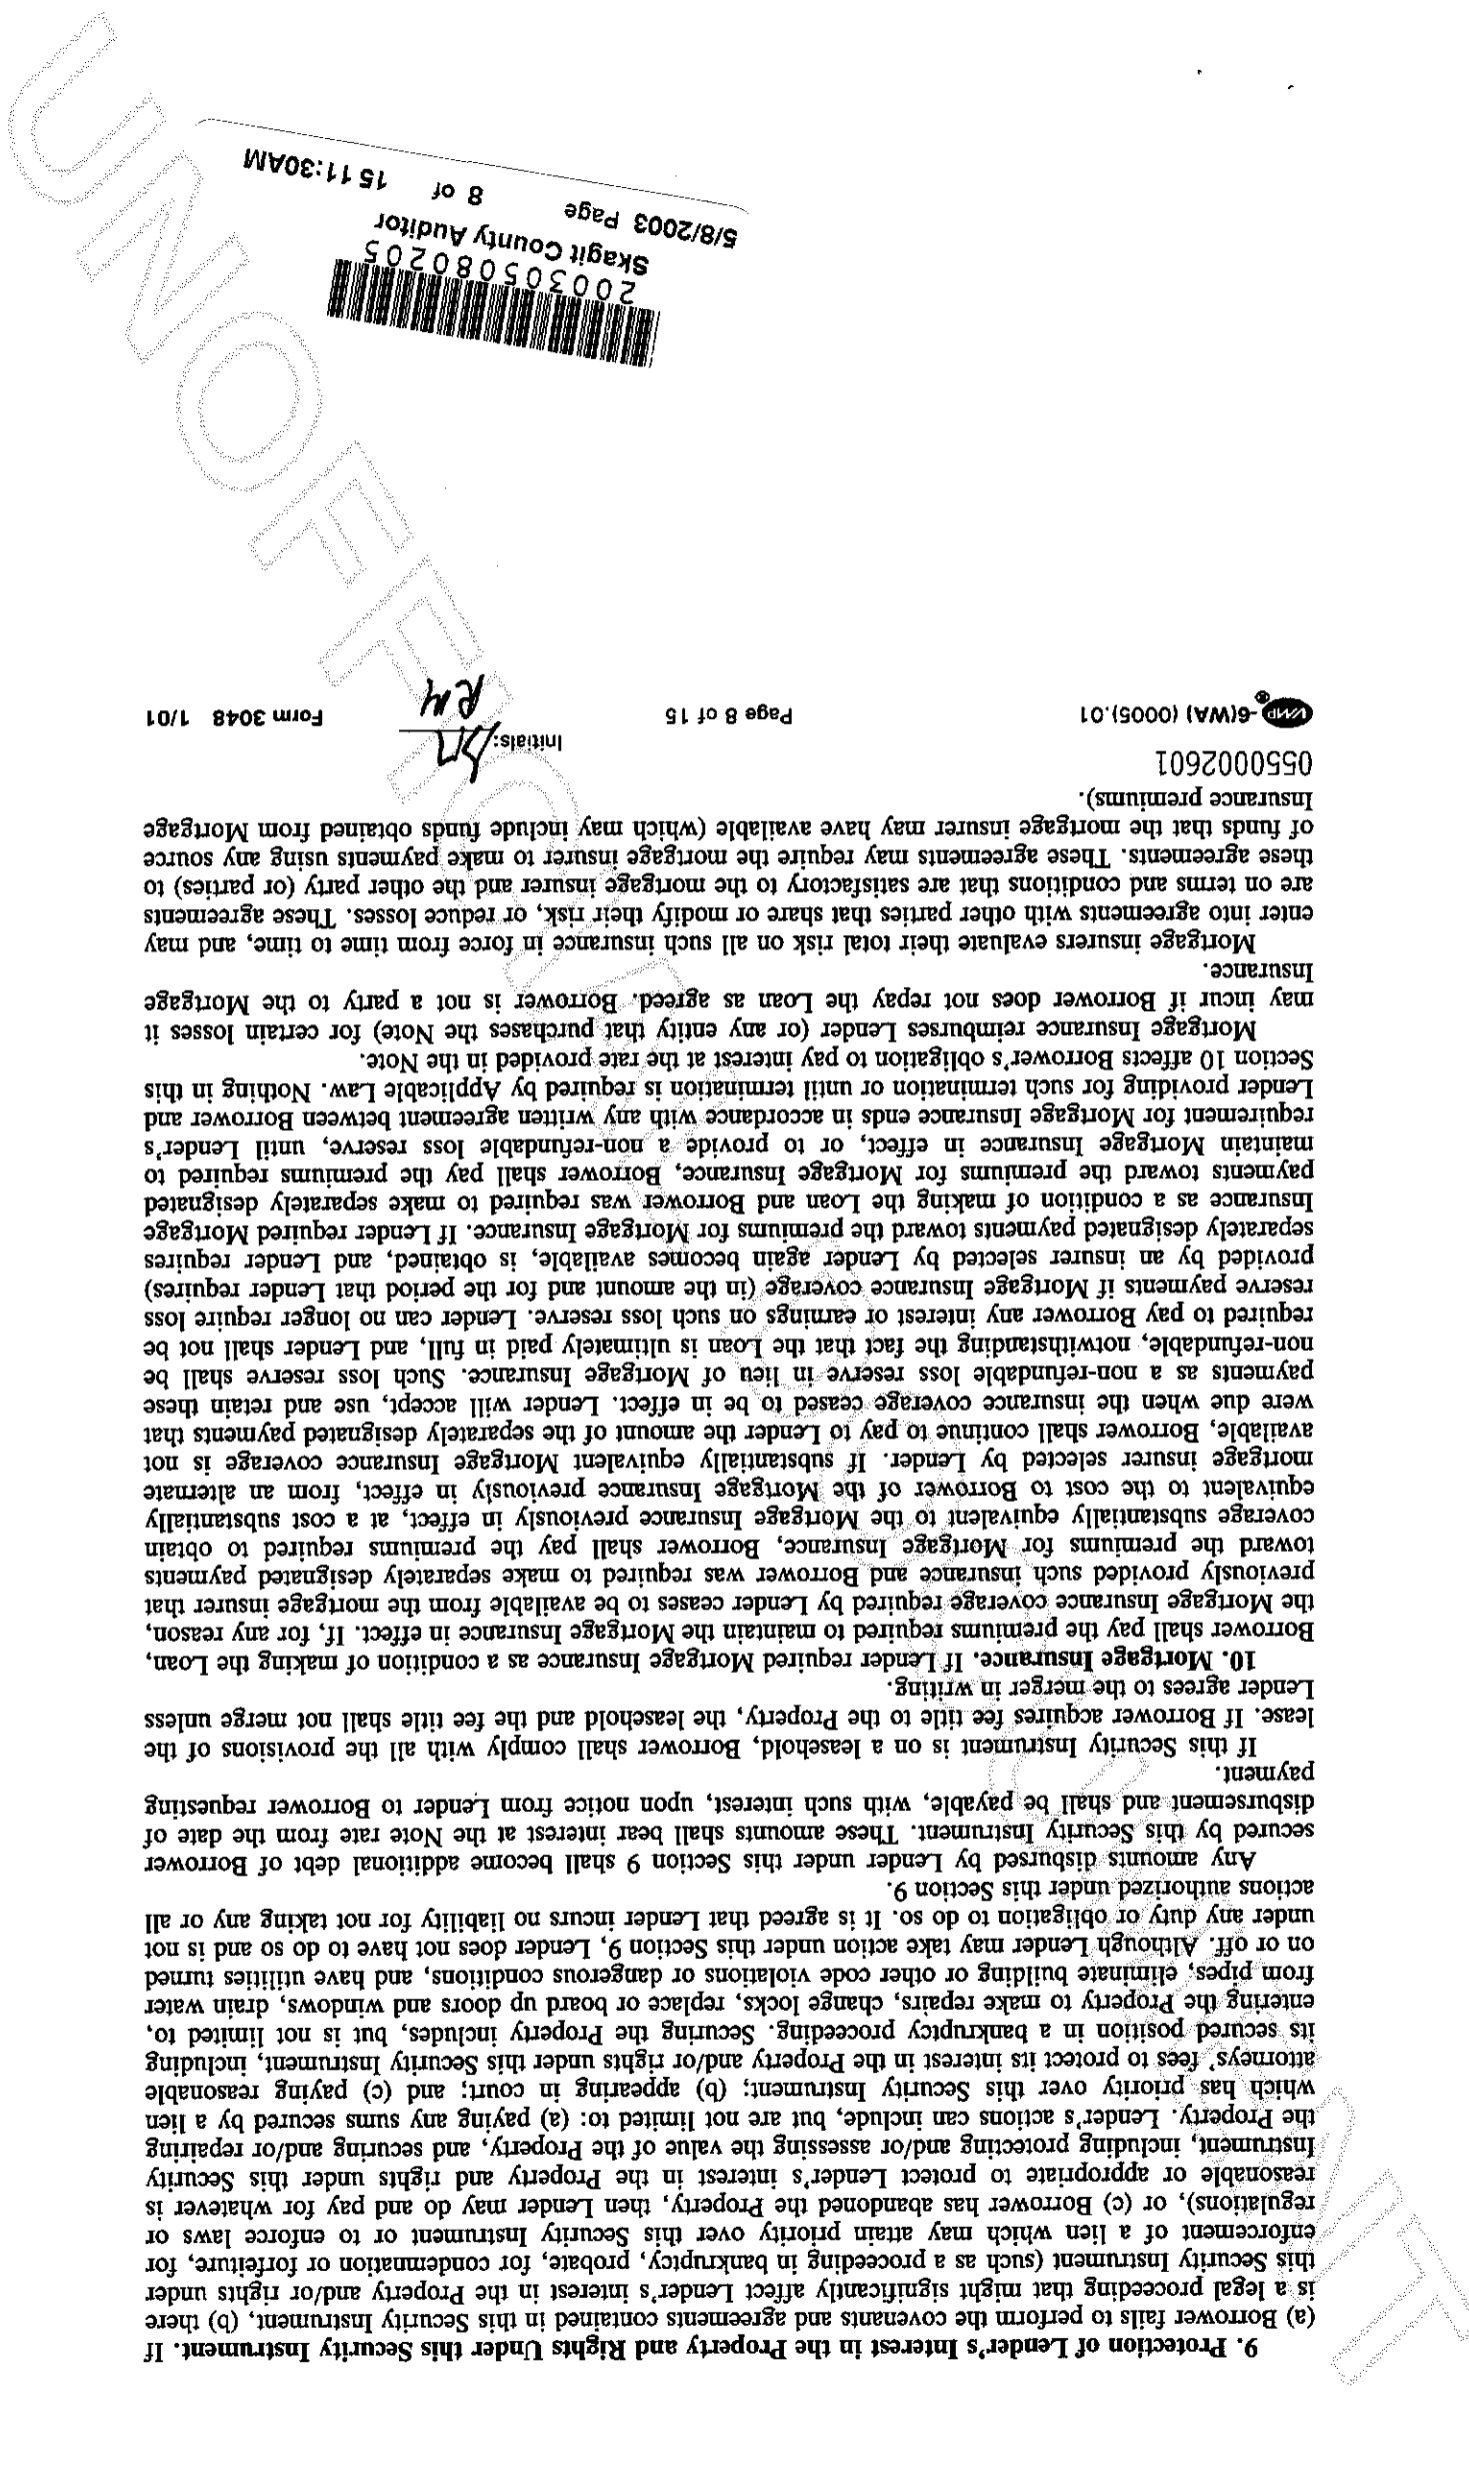 9. Protection of Lender's Interest in the Property and Rights Under this Security Instrument. If
(a) Borrower fails to perform the covenants and agreements contained in this Security Instrument, (b) there
is a legal proceeding that might significantly affect Lender's interest in the Property and/or rights under
this Security Instrument (such as a proceeding in bankruptcy, probate, for condemnation or forfeiture, for
enforcement of a lien which may attain priority over this Security Instrument or to enforce laws or
regulations), or (c) Borrower has abandoned the Property, then Lender may do and pay for whatever is
reasonable or appropriate to protect Lender's interest in the Property and rights under this Security
Instrument, including protecting and/or assessing the value of the Property, and securing and/or repairing
the Property. Lender's actions can include, but are not limited to: (a) paying any sums secured by a lien
which has priority over this Security Instrument; (b) appearing in court; and (c) paying reasonable
attorneys' fees to protect its interest in the Property and/or rights under this Security Instrument, including
its secured position in a bankruptcy proceeding. Securing the Property includes, but is not limited to,
entering the Property to make repairs, change locks, replace or board up doors and windows, drain water
from pipes, eliminate building or other code violations or dangerous conditions, and have utilities turned
on or off. Although Lender may take action under this Section 9, Lender does not have to do so and is not
under any duty or obligation to do so. It is agreed that Lender incurs no liability for not taking any or all
actions authorized under this Section 9.
Any amounts disbursed by Lender under this Section 9 shall become additional debt of Borrower
secured by this Security Instrument. These amounts shall bear interest at the Note rate from the date of
disbursement and shall be payable, with such interest, upon notice from Lender to Borrower requesting
payment.
If this Security Instrument is on a leasehold, Borrower shall comply with all the provisions of the
lease. If Borrower acquires fee title to the Property, the leasehold and the fee title shall not merge unless
Lender agrees to the merger in writing.
10. Mortgage Insurance. If Lender required Mortgage Insurance as a condition of making the Loan,
Borrower shall pay the premiums required to maintain the Mortgage Insurance in effect. If, for any reason,
the Mortgage Insurance coverage required by Lender ceases to be available from the mortgage insurer that
previously provided such insurance and Borrower was required to make separately designated payments
toward the premiums for Mortgage Insurance, Borrower shall pay the premiums required to obtain
coverage substantially equivalent to the Mortgage Insurance previously in effect, at a cost substantially
equivalent to the cost to Borrower of the Mortgage Insurance previously in effect, from an alternate
mortgage insurer selected by Lender. If substantially equivalent Mortgage Insurance coverage is not
available, Borrower shall continue to pay to Lender the amount of the separately designated payments that
were due when the insurance coverage ceased to be in effect. Lender will accept, use and retain these
payments as a non-refundable loss reserve in lieu of Mortgage Insurance. Such loss reserve shall be
non-refundable, notwithstanding the fact that the Loan is ultimately paid in full, and Lender shall not be
required to pay Borrower any interest or earnings on such loss reserve. Lender can no longer require loss
reserve payments if Mortgage Insurance coverage (in the amount and for the period that Lender requires)
provided by an insurer selected by Lender again becomes available, is obtained, and Lender requires
separately designated payments toward the premiums for Mortgage Insurance. If Lender required Mortgage
Insurance as a condition of making the Loan and Borrower was required to make separately designated
payments toward the premiums for Mortgage Insurance, Borrower shall pay the premiums required to
maintain Mortgage Insurance in effect, or to provide a non-refundable loss reserve, until Lender's
requirement for Mortgage Insurance ends in accordance with any written agreement between Borrower and
Lender providing for such termination or until termination is required by Applicable Law. Nothing in this
Section 10 affects Borrower's obligation to pay interest at the rate provided in the Note.
Mortgage Insurance reimburses Lender (or any entity that purchases the Note) for certain losses it
may incur if Borrower does not repay the Loan as agreed. Borrower is not a party to the Mortgage
Insurance.
Mortgage insurers evaluate their total risk on all such insurance in force from time to time, and may
enter into agreements with other parties that share or modify their risk, or reduce losses. These agreements
are on terms and conditions that are satisfactory to the mortgage insurer and the other party (or parties) to
these agreements. These agreements may require the mortgage insurer to make payments using any source
of funds that the mortgage insurer may have available (which may include funds obtained from Mortgage
Insurance premiums).
0550002601
VMP®-6(WA) (0005).01 Page 8 of 15 Initials: RM Form 3048 1/01
200305080205
Skagit County Auditor
5/8/2003 Page 8 of 15 11:30AM
UNOFFICIAL DOCUMENT